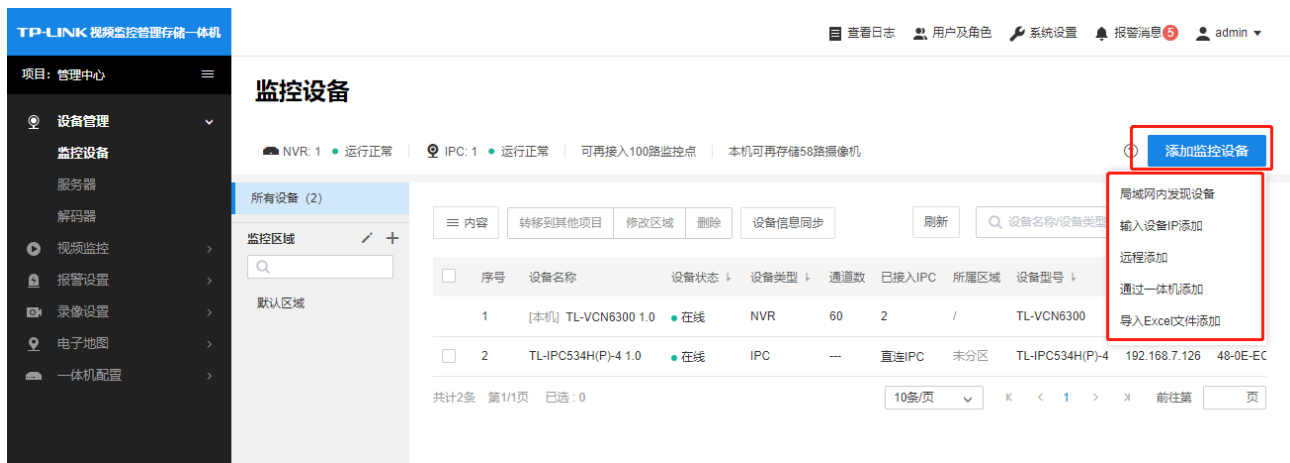 TP-LINK 视频监控管理存储一体机
查看日志 用户及角色 系统设置 报警消息 5 admin
项目: 管理中心
监控设备
设备管理
监控设备
服务器
解码器
视频监控
报警设置
录像设置
电子地图
一体机配置
NVR: 1 运行正常 IPC: 1 运行正常 可再接入100路监控点 本机可再存储58路摄像机
添加监控设备
局域网内发现设备
输入设备IP添加
远程添加
通过一体机添加
导入Excel文件添加
所有设备 (2)
监控区域
默认区域
内容 转移到其他项目 修改区域 删除 设备信息同步 刷新 设备名称/设备类型
序号 设备名称 设备状态 设备类型 通道数 已接入IPC 所属区域 设备型号
1 [本机] TL-VCN6300 1.0 在线 NVR 60 2 / TL-VCN6300
2 TL-IPC534H(P)-4 1.0 在线 IPC --- 直连IPC 未分区 TL-IPC534H(P)-4 192.168.7.126 48-0E-EC
共计2条 第1/1页 已选 : 0 10条/页 1 前往第 页